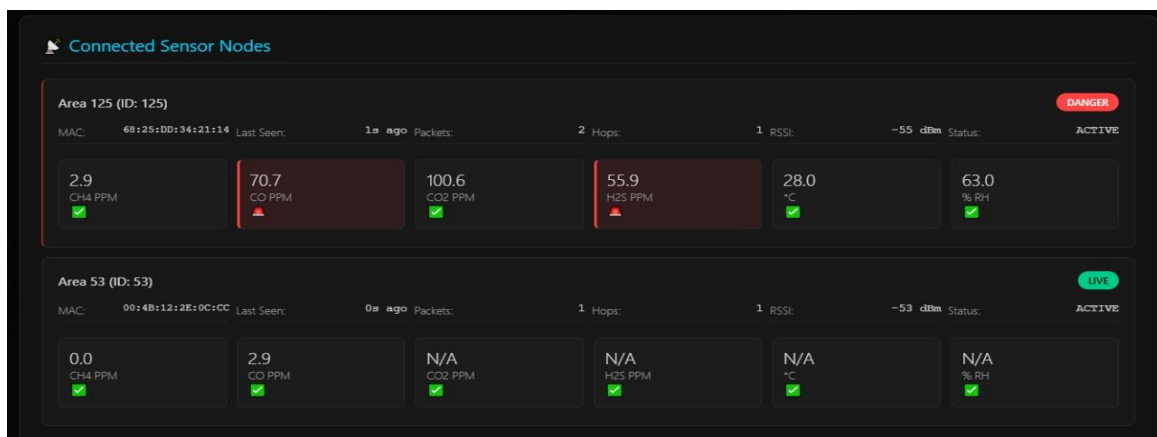 Connected Sensor Nodes
Area 125 (ID: 125)
DANGER
MAC: 68:25:DD:34:21:14 Last Seen: 1s ago Packets: 2 Hops: 1 RSSI: -55 dBm Status: ACTIVE
2.9 70.7 100.6 55.9 28.0 63.0
CH4 PPM CO PPM CO2 PPM H2S PPM °C % RH
Area 53 (ID: 53)
LIVE
MAC: 00:4B:12:2E:0C:CC Last Seen: 0s ago Packets: 1 Hops: 1 RSSI: -53 dBm Status: ACTIVE
0.0 2.9 N/A N/A N/A N/A
CH4 PPM CO PPM CO2 PPM H2S PPM °C % RH